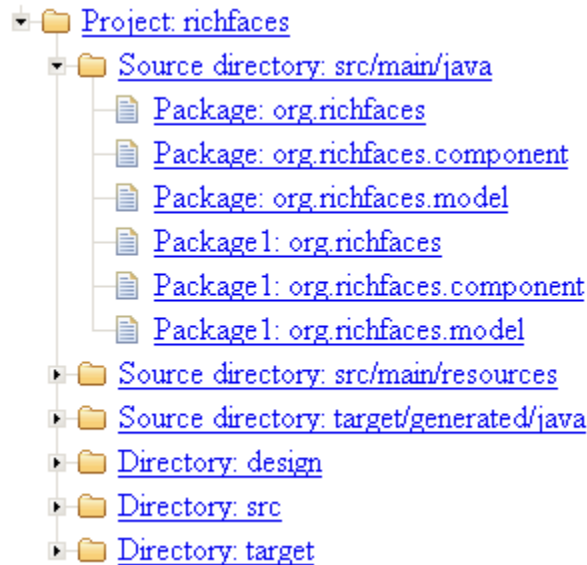 Project: richfaces
Source directory: src/main/java
Package: org.richfaces
Package: org.richfaces.component
Package: org.richfaces.model
Package1: org.richfaces
Package1: org.richfaces.component
Package1: org.richfaces.model
Source directory: src/main/resources
Source directory: target/generated/java
Directory: design
Directory: src
Directory: target